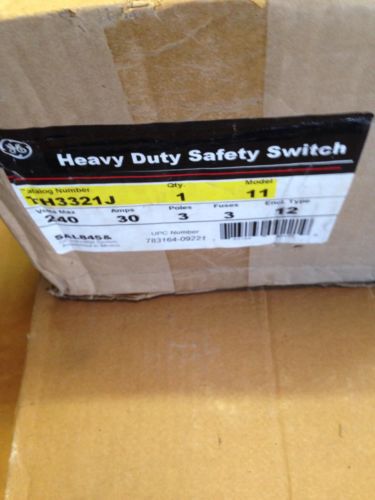 GE
Heavy Duty Safety Switch
Catalog Number Qty. Model
TH3321J 1 11
Volts Max Amps Poles Fuses Encl. Type
240 30 3 3 12
UPC Number
783164-09221